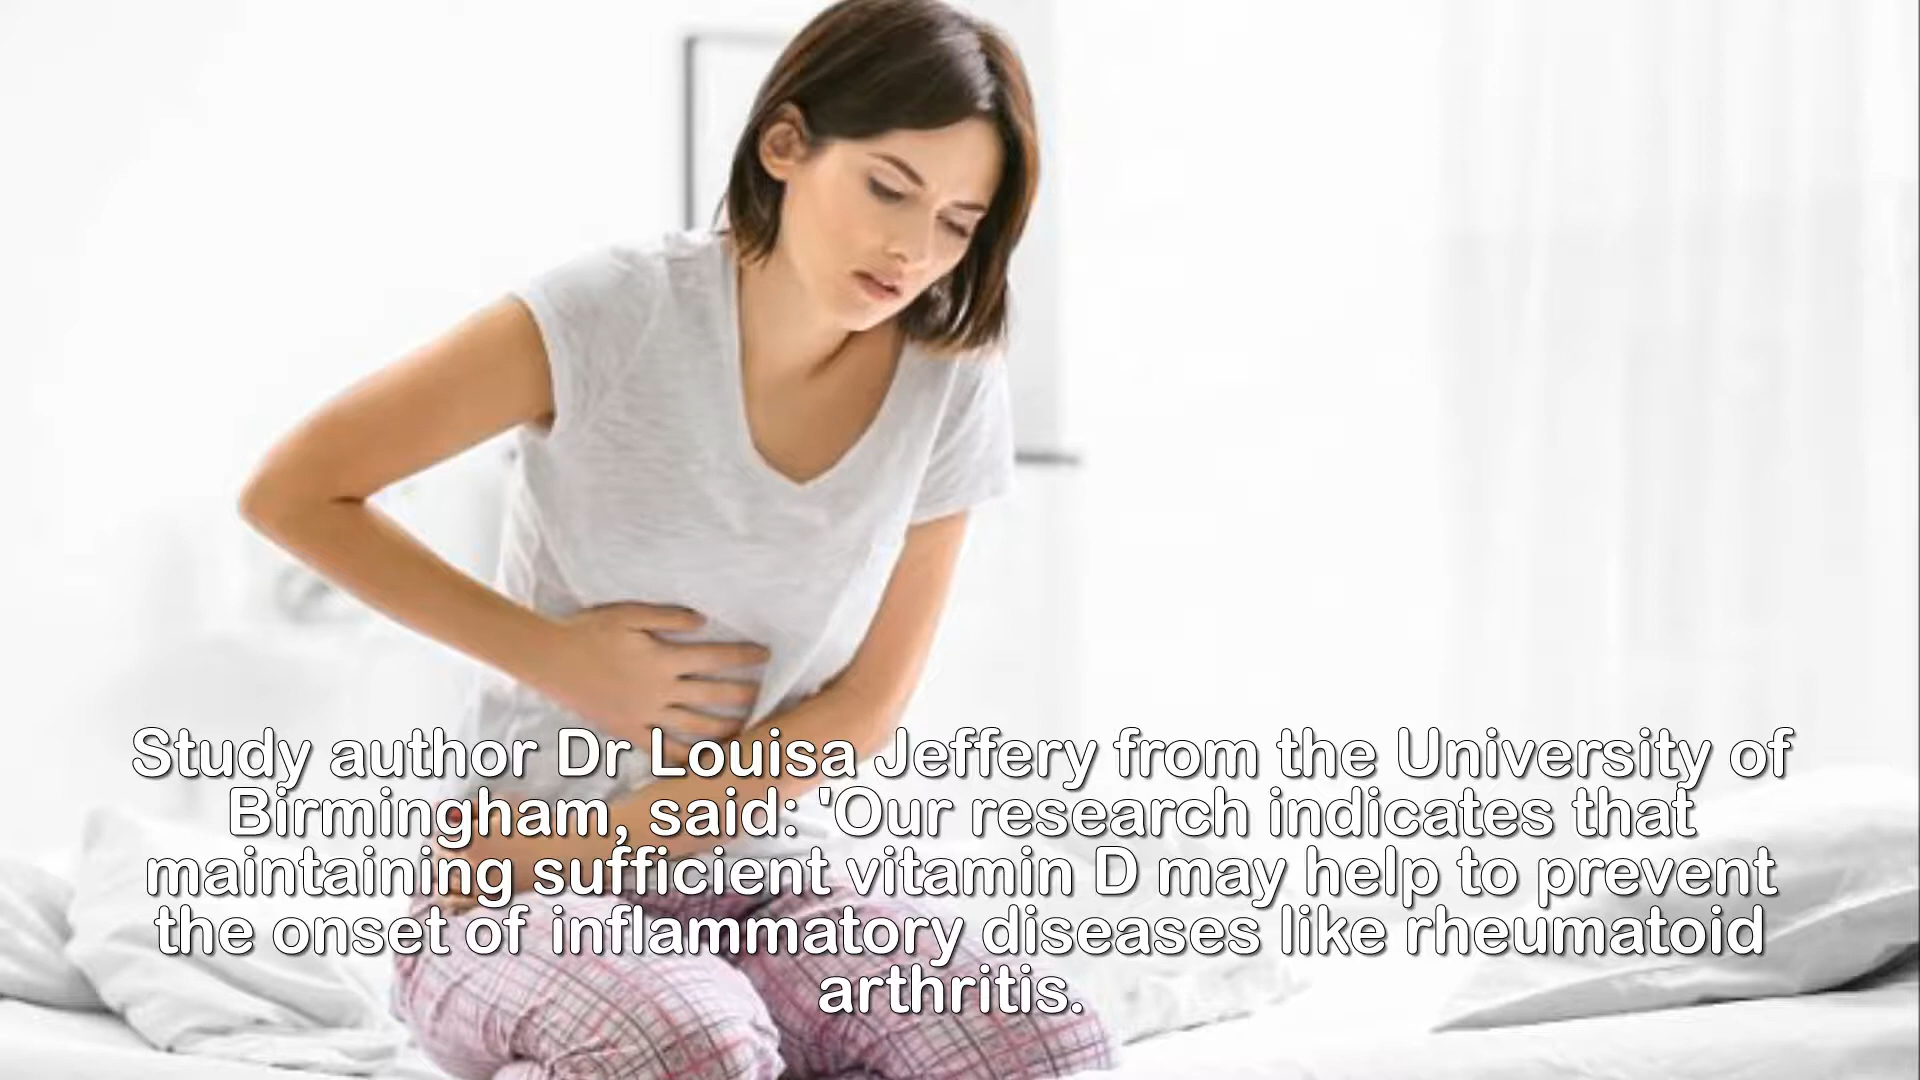 Study author Dr Louisa Jeffery from the University of
Birmingham, said: 'Our research indicates that
maintaining sufficient vitamin D may help to prevent
the onset of inflammatory diseases like rheumatoid
arthritis.